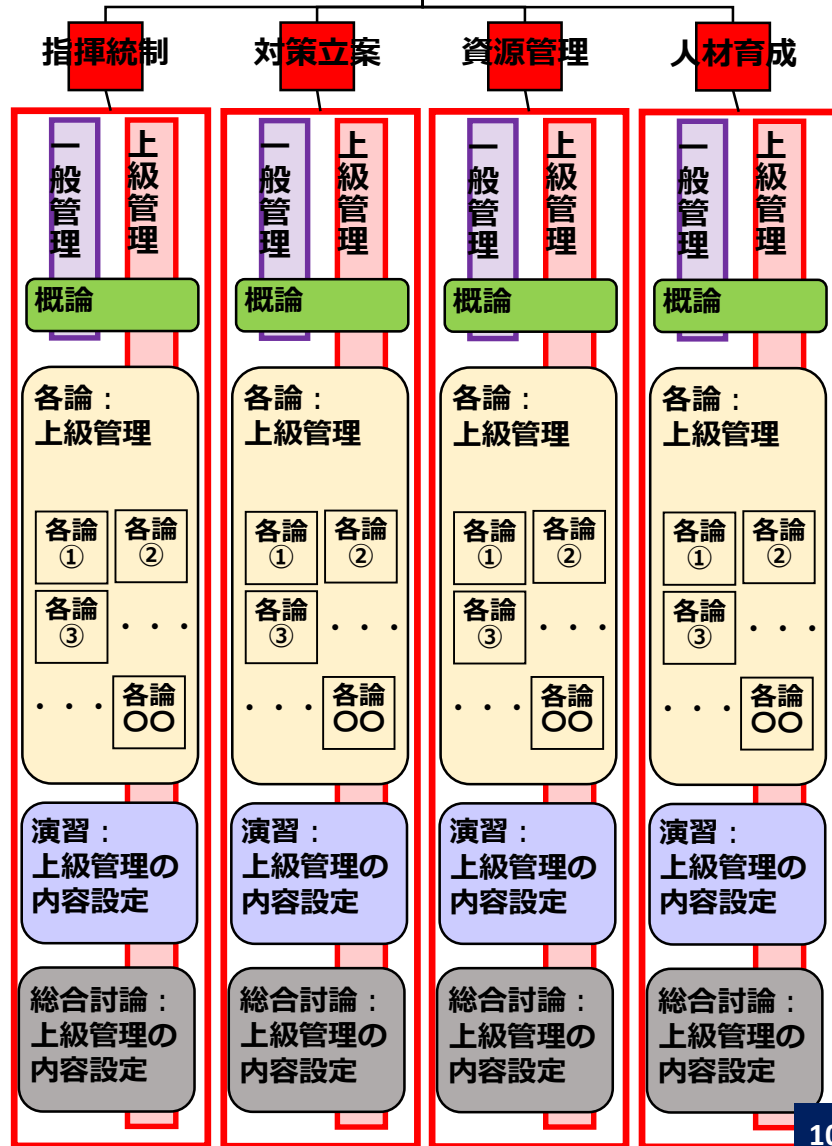 指揮統制
対策立案
資源管理
人材育成
一般管理
上級管理
概論
各論：
上級管理
各論
①
各論
②
各論
③
・・・
・・・
各論
〇〇
演習：
上級管理の
内容設定
総合討論：
上級管理の
内容設定
一般管理
上級管理
概論
各論：
上級管理
各論
①
各論
②
各論
③
・・・
・・・
各論
〇〇
演習：
上級管理の
内容設定
総合討論：
上級管理の
内容設定
一般管理
上級管理
概論
各論：
上級管理
各論
①
各論
②
各論
③
・・・
・・・
各論
〇〇
演習：
上級管理の
内容設定
総合討論：
上級管理の
内容設定
一般管理
上級管理
概論
各論：
上級管理
各論
①
各論
②
各論
③
・・・
・・・
各論
〇〇
演習：
上級管理の
内容設定
総合討論：
上級管理の
内容設定